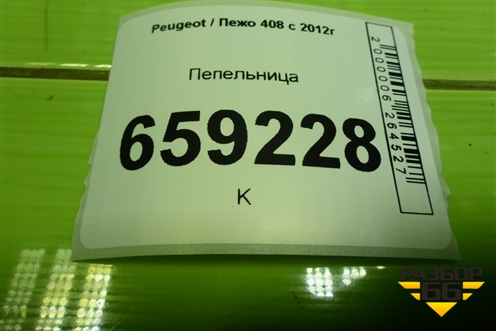 Peugeot / Пежо 408 с 2012г
Пепельница
659228
К
2000006264527
РАЗБОР
66